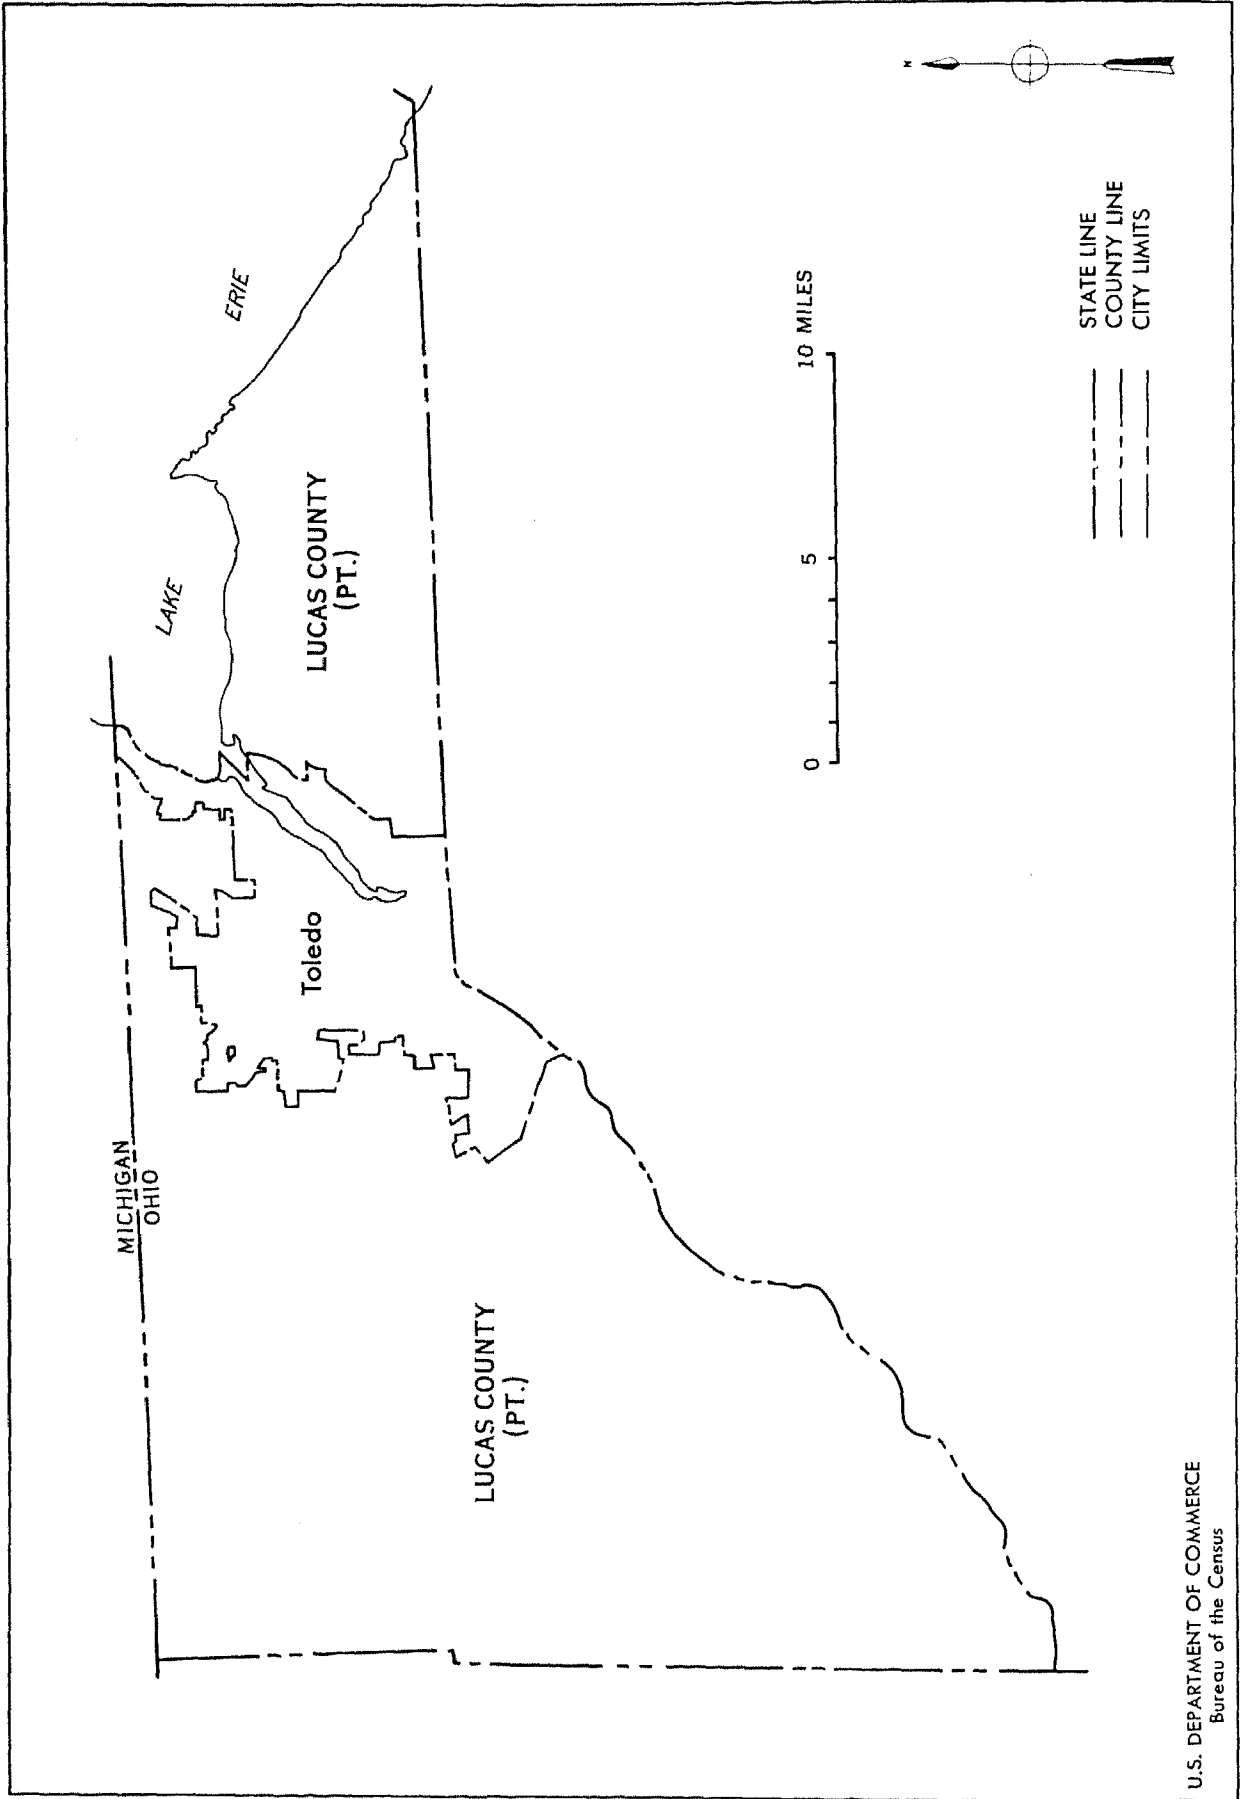 MICHIGAN
OHIO
LAKE
ERIE
LUCAS COUNTY
(PT.)
Toledo
LUCAS COUNTY
(PT.)
0 5 10 MILES
N
STATE LINE
COUNTY LINE
CITY LIMITS
U.S. DEPARTMENT OF COMMERCE
Bureau of the Census